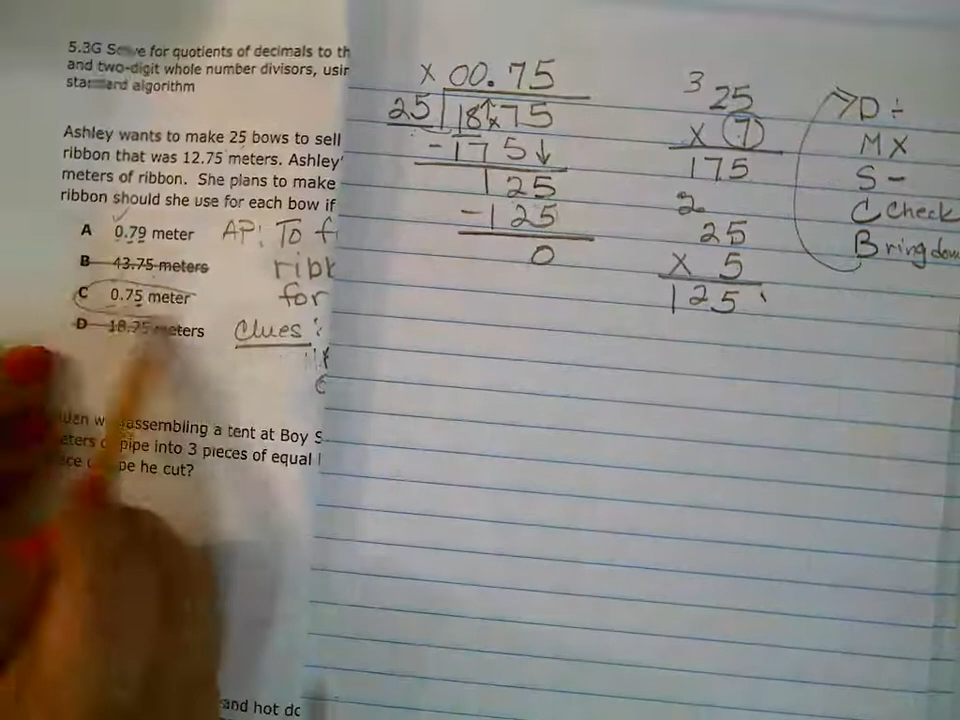 5.3G Solve for quotients of decimals to th
and two-digit whole number divisors, usin
standard algorithm
Ashley wants to make 25 bows to sell
ribbon that was 12.75 meters. Ashley'
meters of ribbon. She plans to make
ribbon should she use for each bow if
A 0.79 meter
B 43.75 meters
C 0.75 meter
D 18.75 meters
AP: To f
ribb
for
Clues:
assembling a tent at Boy S
pipe into 3 pieces of equal l
pe he cut?
and hot do
X 00.75
25 1875
-175
125
-125
0
3
25
X 7
175
2
25
X 5
125
D ÷
M X
S -
C Check
B ring down